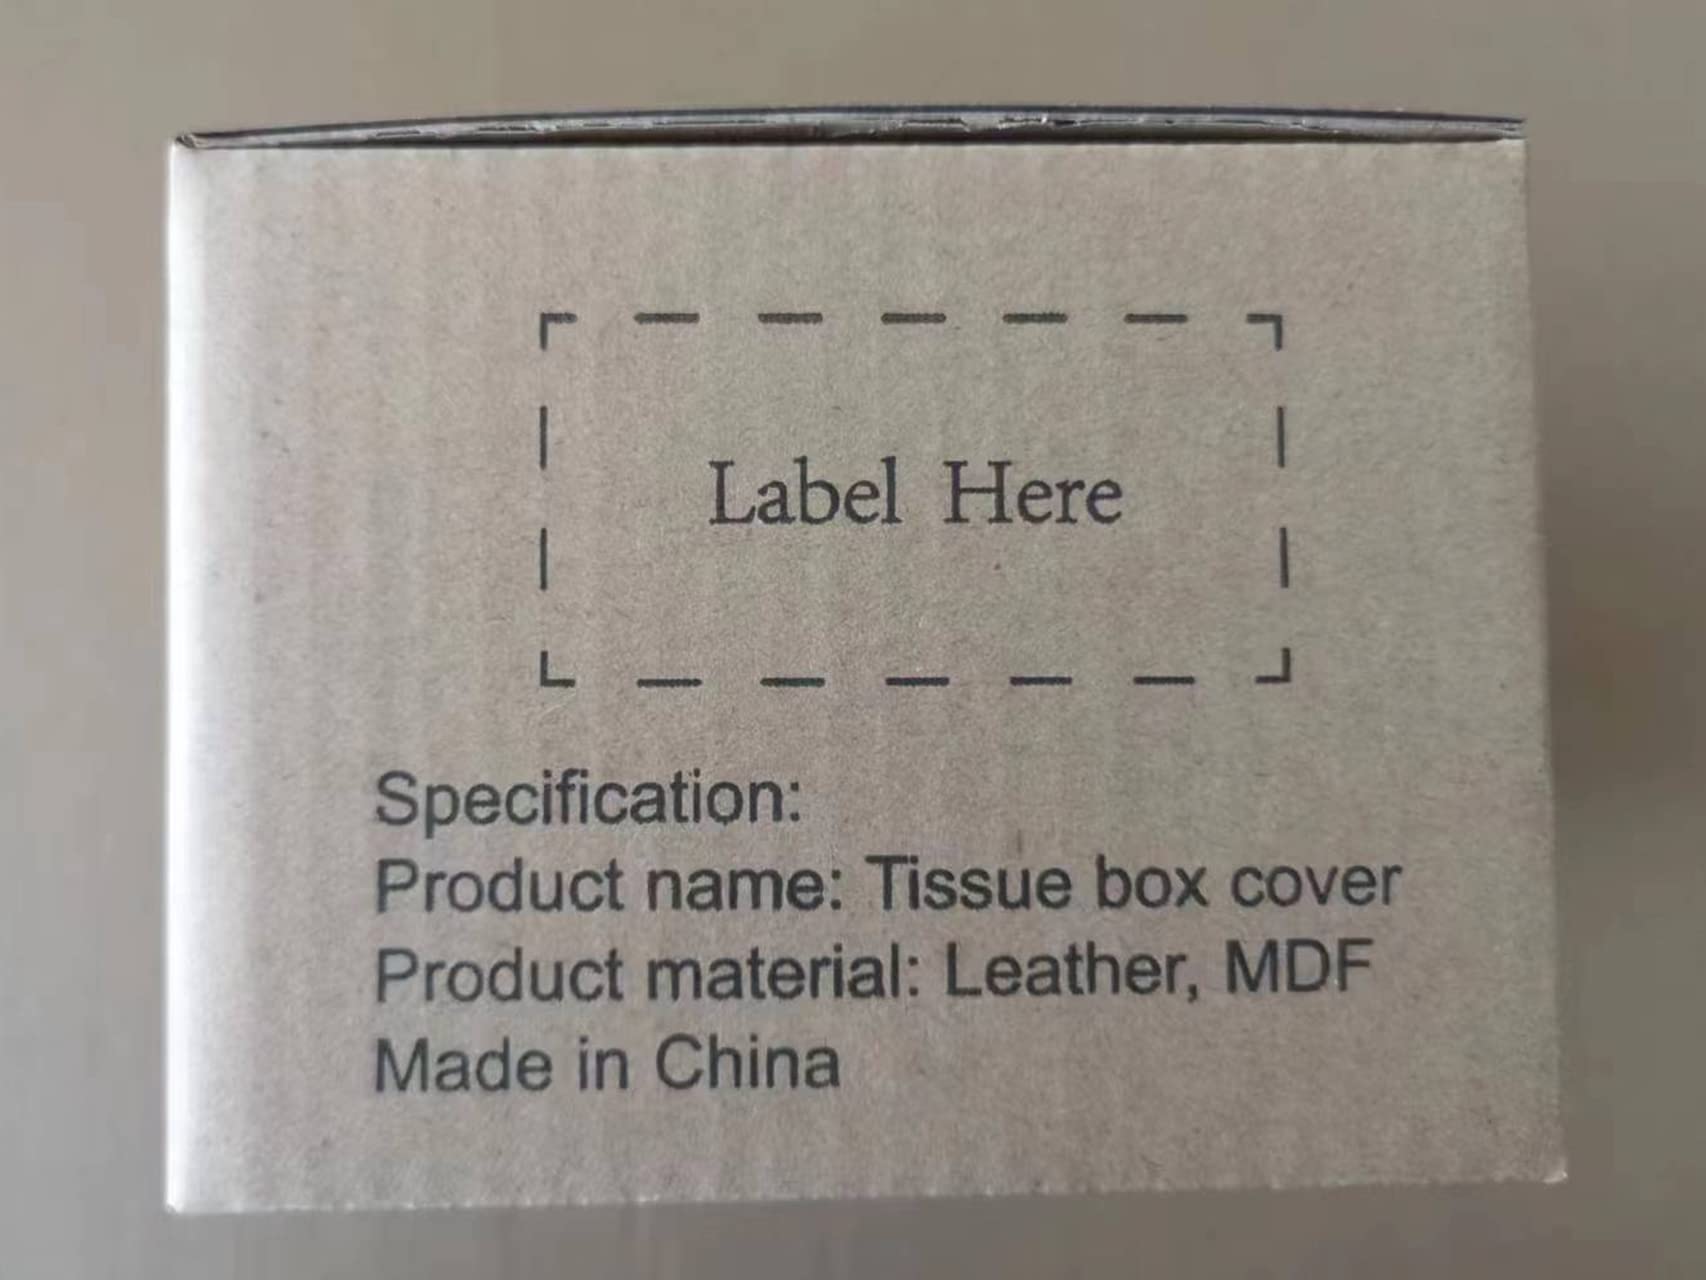 Label Here
Specification:
Product name: Tissue box cover
Product material: Leather, MDF
Made in China